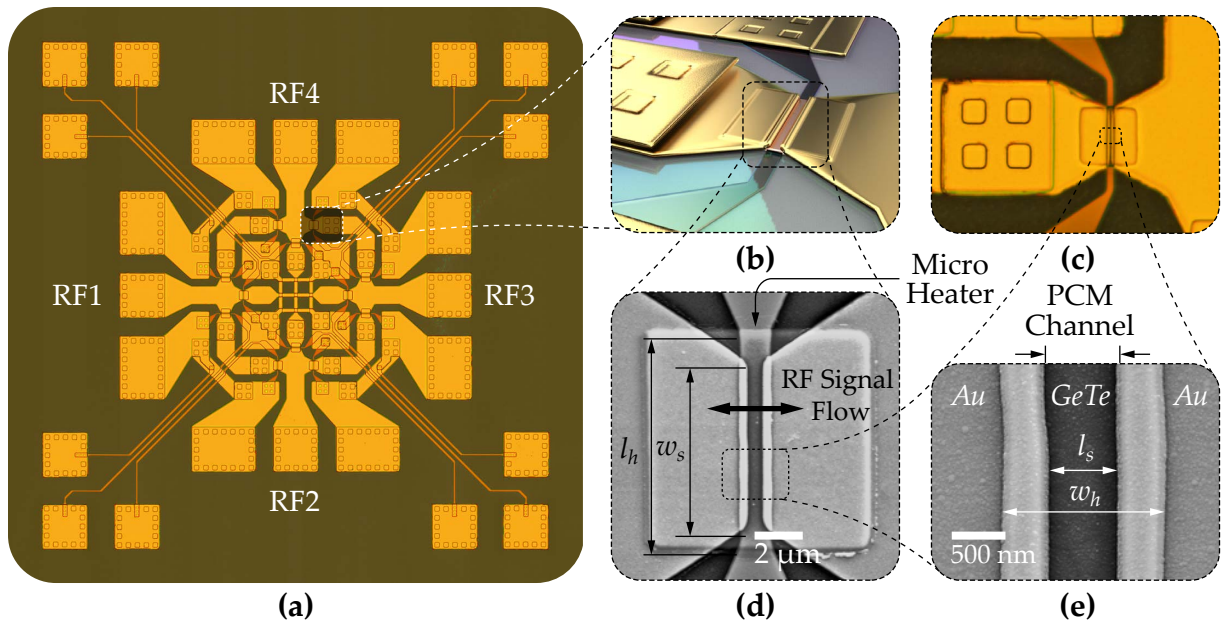 RF4
RF1
RF3
RF2
(a)
(b)
(c)
Micro
Heater
PCM
Channel
RF Signal
Flow
l_h
w_s
2 μm
(d)
Au
GeTe
Au
l_s
w_h
500 nm
(e)